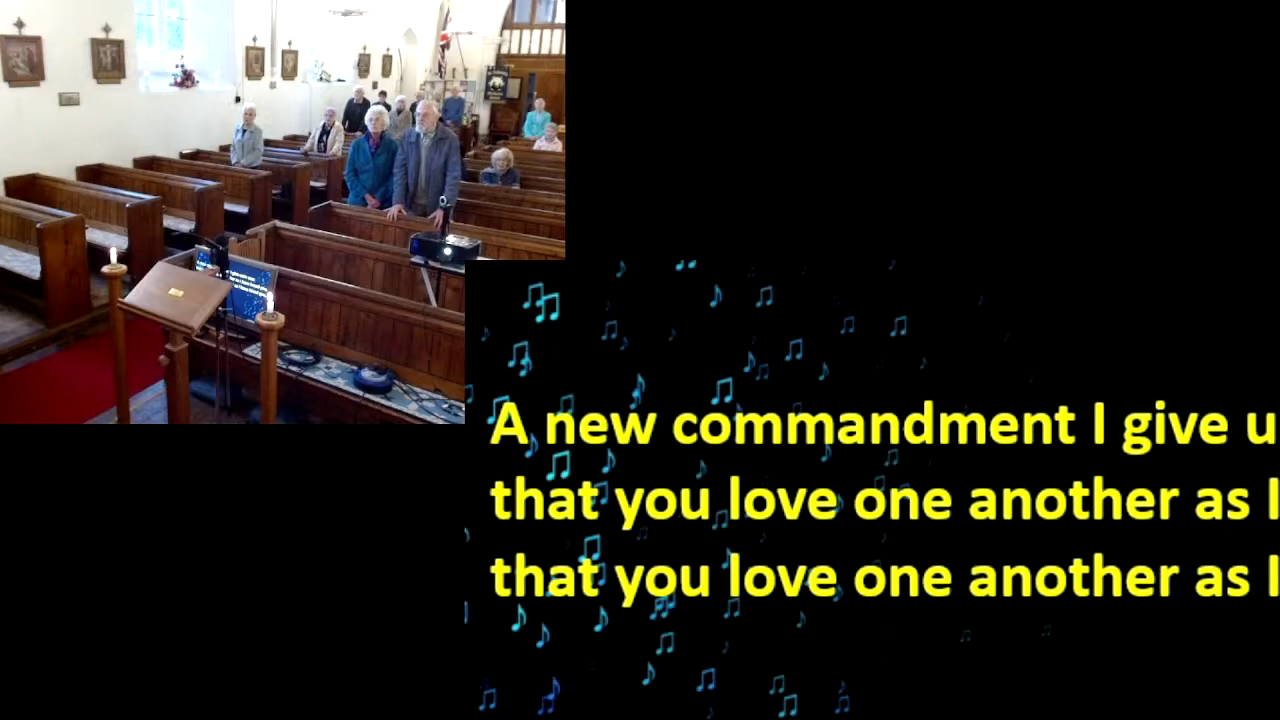 A new commandment I give u
that you love one another as I
that you love one another as I